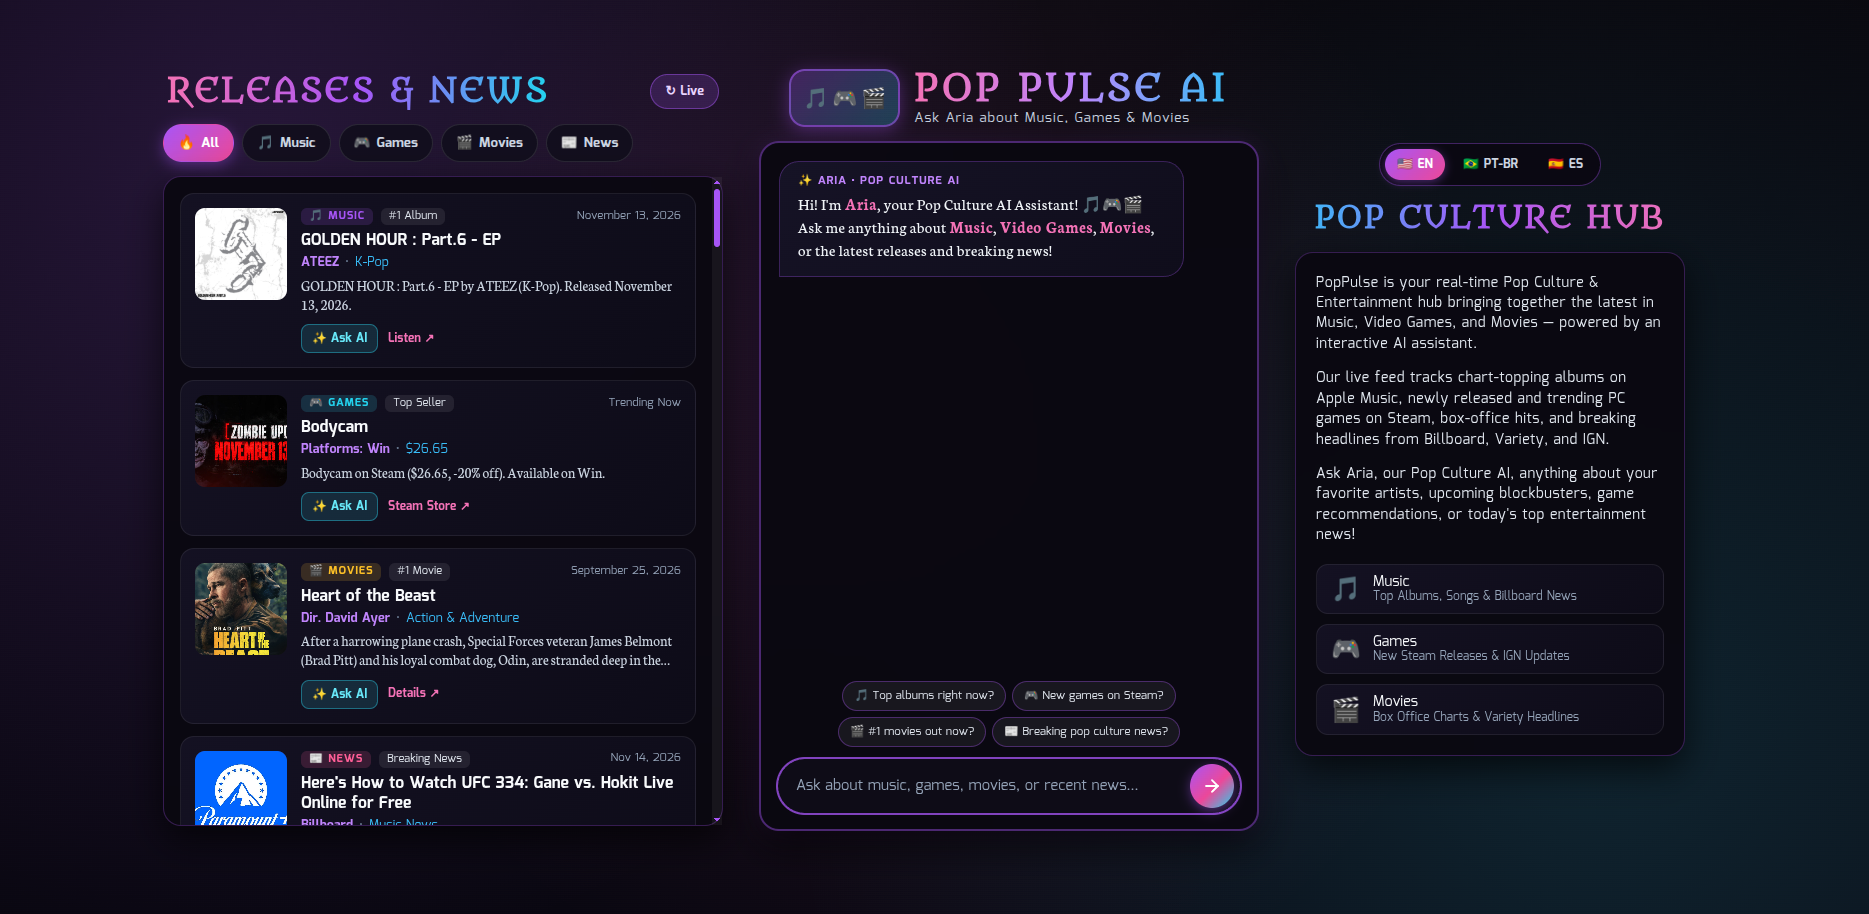 RELEASES & NEWS
↻ Live
🔥 All
🎵 Music
🎮 Games
🎬 Movies
📰 News
🎵 MUSIC
#1 Album
November 13, 2026
GOLDEN HOUR : Part.6 - EP
ATEEZ · K-Pop
GOLDEN HOUR : Part.6 - EP by ATEEZ (K-Pop). Released November
13, 2026.
✨ Ask AI
Listen ↗
ZOMBIE
NOVEMBER 13
🎮 GAMES
Top Seller
Trending Now
Bodycam
Platforms: Win · $26.65
Bodycam on Steam ($26.65, -20% off). Available on Win.
✨ Ask AI
Steam Store ↗
BRAD PITT
HEART OF THE
BEAST
🎬 MOVIES
#1 Movie
September 25, 2026
Heart of the Beast
Dir. David Ayer · Action & Adventure
After a harrowing plane crash, Special Forces veteran James Belmont
(Brad Pitt) and his loyal combat dog, Odin, are stranded deep in the...
✨ Ask AI
Details ↗
Paramount
📰 NEWS
Breaking News
Nov 14, 2026
Here's How to Watch UFC 334: Gane vs. Hokit Live
Online for Free
Billboard · Music News
🎵🎮🎬
POP PULSE AI
Ask Aria about Music, Games & Movies
✨ ARIA • POP CULTURE AI
Hi! I'm Aria, your Pop Culture AI Assistant! 🎵🎮🎬
Ask me anything about Music, Video Games, Movies,
or the latest releases and breaking news!
🎵 Top albums right now?
🎮 New games on Steam?
🎬 #1 movies out now?
📰 Breaking pop culture news?
Ask about music, games, movies, or recent news...
🇺🇸 EN
🇧🇷 PT-BR
🇪🇸 ES
POP CULTURE HUB
PopPulse is your real-time Pop Culture &
Entertainment hub bringing together the latest in
Music, Video Games, and Movies — powered by an
interactive AI assistant.
Our live feed tracks chart-topping albums on
Apple Music, newly released and trending PC
games on Steam, box-office hits, and breaking
headlines from Billboard, Variety, and IGN.
Ask Aria, our Pop Culture AI, anything about your
favorite artists, upcoming blockbusters, game
recommendations, or today's top entertainment
news!
🎵 Music
Top Albums, Songs & Billboard News
🎮 Games
New Steam Releases & IGN Updates
🎬 Movies
Box Office Charts & Variety Headlines